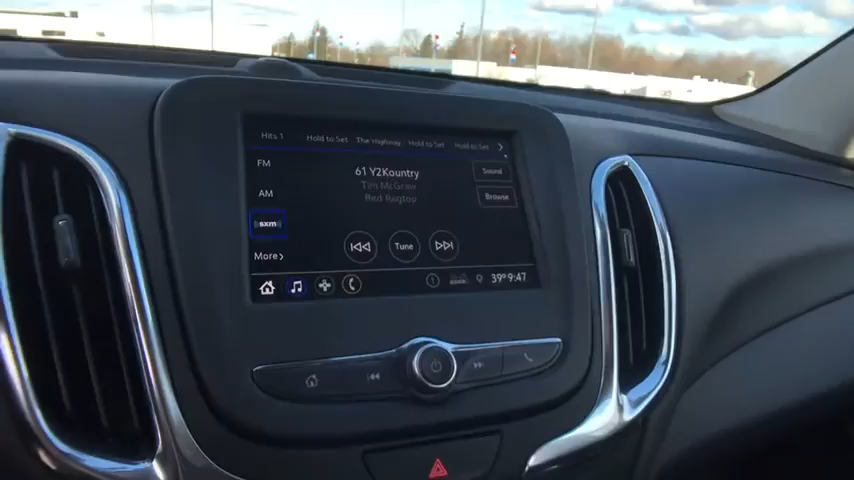 Hits 1 Hold to Set The Highway Hold to Set Hold to Set
FM
61 Y2Kountry
Sound
Tim McGraw
AM
Red Ragtop
Browse
sxm
Tune
More
1 39° 9:47